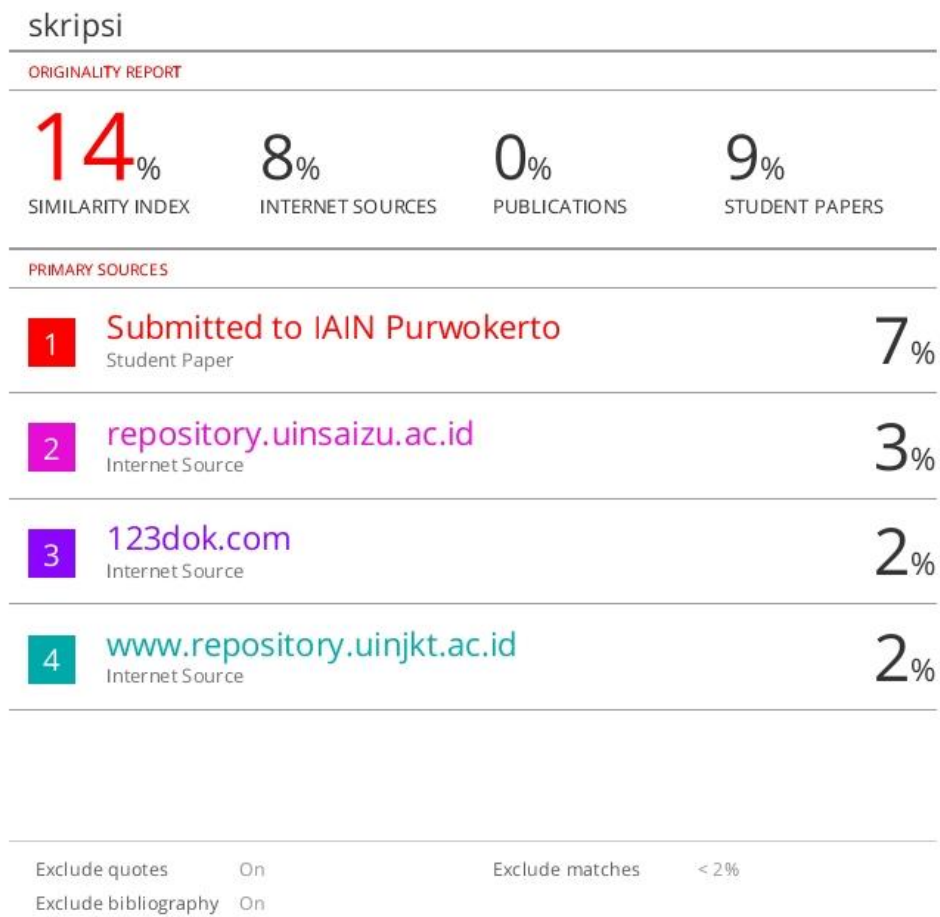 skripsi
ORIGINALITY REPORT
14% 8% 0% 9%
SIMILARITY INDEX INTERNET SOURCES PUBLICATIONS STUDENT PAPERS
PRIMARY SOURCES
1 Submitted to IAIN Purwokerto 7%
Student Paper
2 repository.uinsaizu.ac.id 3%
Internet Source
3 123dok.com 2%
Internet Source
4 www.repository.uinjkt.ac.id 2%
Internet Source
Exclude quotes On Exclude matches < 2%
Exclude bibliography On